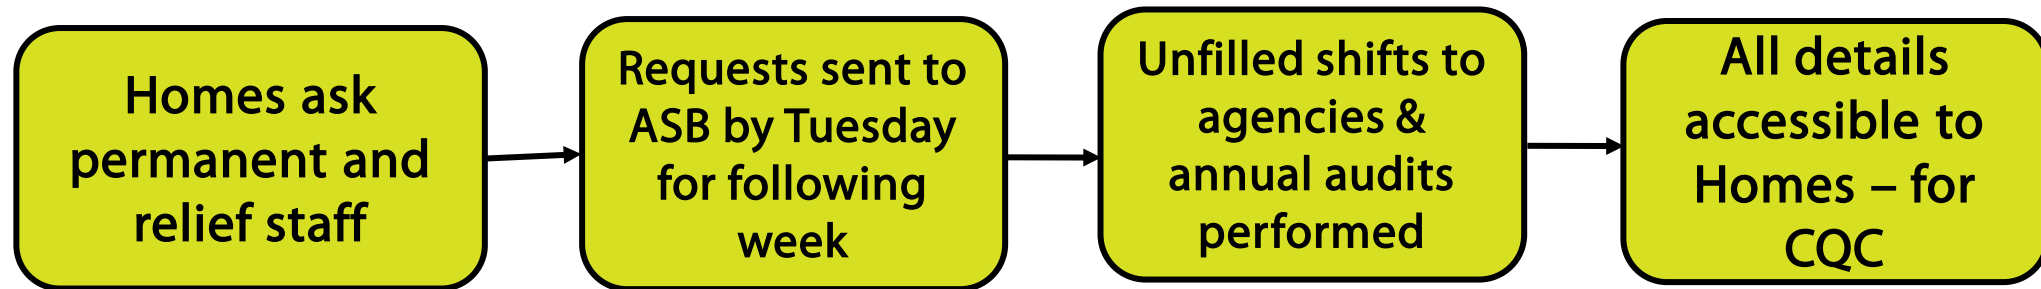 Homes ask
permanent and
relief staff
Requests sent to
ASB by Tuesday
for following
week
Unfilled shifts to
agencies &
annual audits
performed
All details
accessible to
Homes – for
CQC